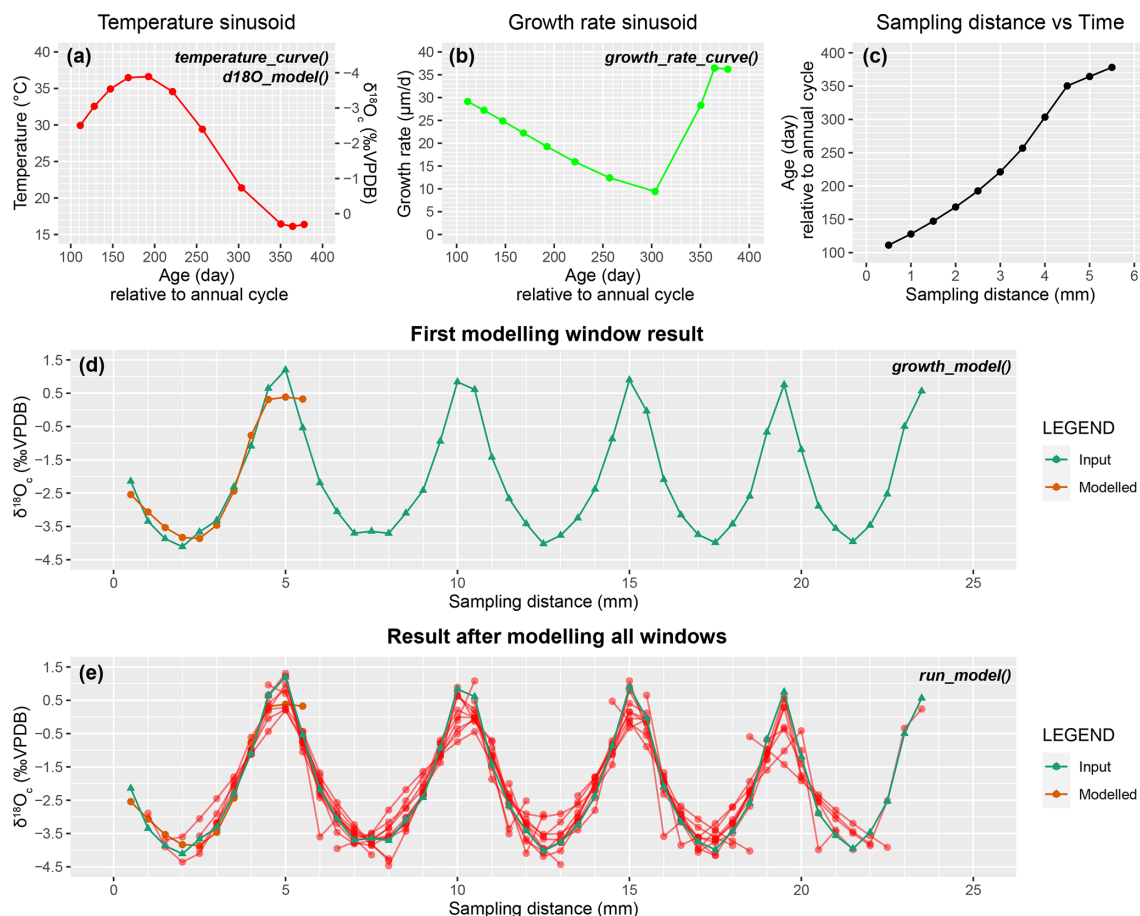 Temperature sinusoid
Growth rate sinusoid
Sampling distance vs Time
(a)
temperature_curve()
d18O_model()
40
35
30
25
20
15
Temperature (°C)
−4
−3
−2
−1
0
δ¹⁸O꜀ (‰VPDB)
100 150 200 250 300 350 400
Age (day)
relative to annual cycle
(b)
growth_rate_curve()
40
35
30
25
20
15
10
5
0
Growth rate (µm/d)
100 150 200 250 300 350 400
Age (day)
relative to annual cycle
(c)
400
350
300
250
200
150
100
Age (day)
relative to annual cycle
0 1 2 3 4 5 6
Sampling distance (mm)
First modelling window result
(d)
growth_model()
1.5
0.5
−0.5
−1.5
−2.5
−3.5
−4.5
δ¹⁸O꜀ (‰VPDB)
0 5 10 15 20 25
Sampling distance (mm)
LEGEND
Input
Modelled
Result after modelling all windows
(e)
run_model()
1.5
0.5
−0.5
−1.5
−2.5
−3.5
−4.5
δ¹⁸O꜀ (‰VPDB)
0 5 10 15 20 25
Sampling distance (mm)
LEGEND
Input
Modelled